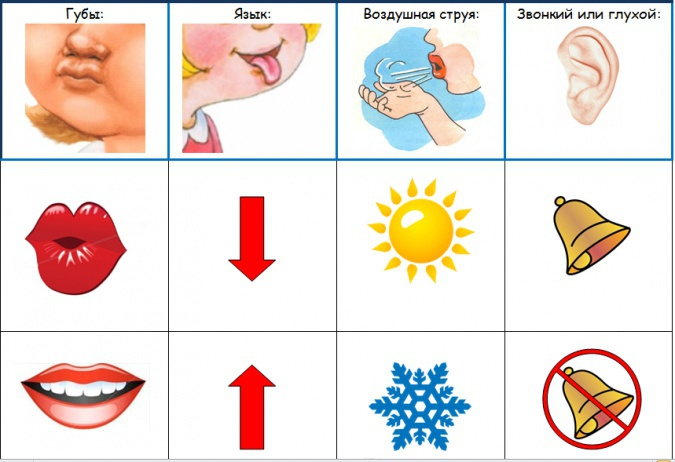 Губы:
Язык:
Воздушная струя:
Звонкий или глухой: